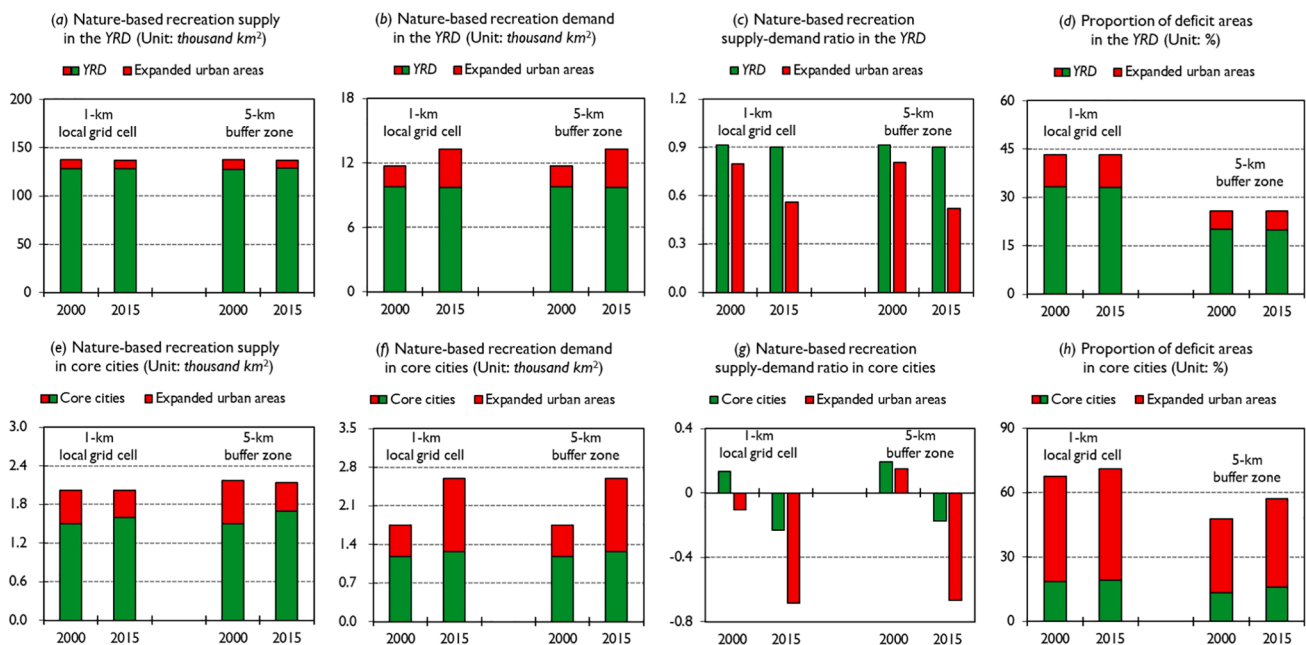 (a) Nature-based recreation supply
in the YRD (Unit: thousand km²)
YRD Expanded urban areas
200
150
100
50
0
1-km
local grid cell
5-km
buffer zone
2000 2015 2000 2015
(b) Nature-based recreation demand
in the YRD (Unit: thousand km²)
YRD Expanded urban areas
18
12
6
0
1-km
local grid cell
5-km
buffer zone
2000 2015 2000 2015
(c) Nature-based recreation
supply-demand ratio in the YRD
YRD Expanded urban areas
1.2
0.9
0.6
0.3
0.0
1-km
local grid cell
5-km
buffer zone
2000 2015 2000 2015
(d) Proportion of deficit areas
in the YRD (Unit: %)
YRD Expanded urban areas
60
45
30
15
0
1-km
local grid cell
5-km
buffer zone
2000 2015 2000 2015
(e) Nature-based recreation supply
in core cities (Unit: thousand km²)
Core cities Expanded urban areas
3.0
2.4
1.8
1.2
0.6
0.0
1-km
local grid cell
5-km
buffer zone
2000 2015 2000 2015
(f) Nature-based recreation demand
in core cities (Unit: thousand km²)
Core cities Expanded urban areas
3.5
2.8
2.1
1.4
0.7
0.0
1-km
local grid cell
5-km
buffer zone
2000 2015 2000 2015
(g) Nature-based recreation
supply-demand ratio in core cities
Core cities Expanded urban areas
0.4
0
-0.4
-0.8
1-km
local grid cell
5-km
buffer zone
2000 2015 2000 2015
(h) Proportion of deficit areas
in core cities (Unit: %)
Core cities Expanded urban areas
90
60
30
0
1-km
local grid cell
5-km
buffer zone
2000 2015 2000 2015